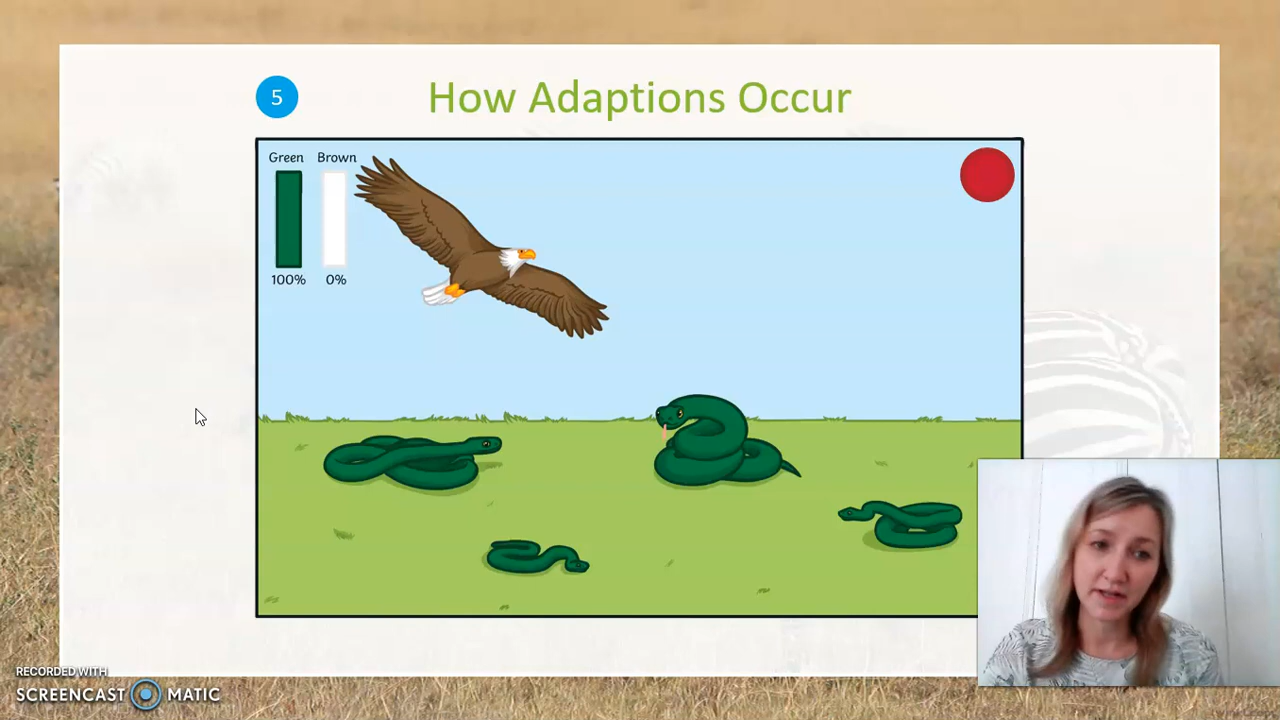 5
How Adaptions Occur
Green Brown
100% 0%
RECORDED WITH
SCREENCAST MATIC